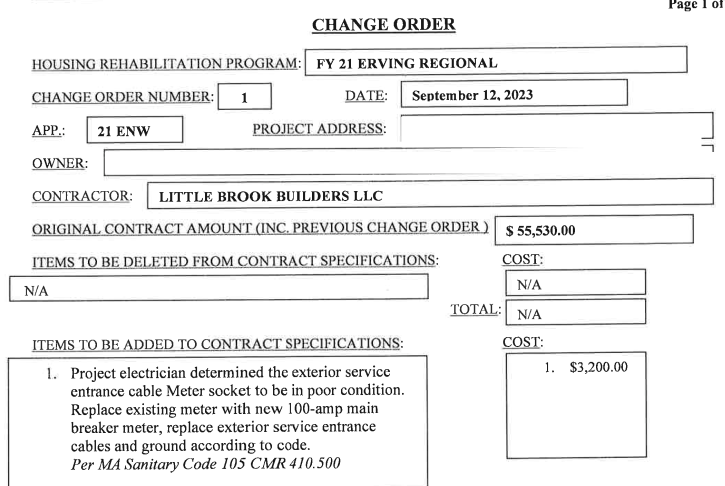 Page 1 of
CHANGE ORDER
HOUSING REHABILITATION PROGRAM: FY 21 ERVING REGIONAL
CHANGE ORDER NUMBER: 1 DATE: September 12, 2023
APP.: 21 ENW PROJECT ADDRESS:
OWNER:
CONTRACTOR: LITTLE BROOK BUILDERS LLC
ORIGINAL CONTRACT AMOUNT (INC. PREVIOUS CHANGE ORDER ) $ 55,530.00
ITEMS TO BE DELETED FROM CONTRACT SPECIFICATIONS: COST:
N/A N/A
TOTAL: N/A
ITEMS TO BE ADDED TO CONTRACT SPECIFICATIONS: COST:
1. Project electrician determined the exterior service 1. $3,200.00
entrance cable Meter socket to be in poor condition.
Replace existing meter with new 100-amp main
breaker meter, replace exterior service entrance
cables and ground according to code.
Per MA Sanitary Code 105 CMR 410.500